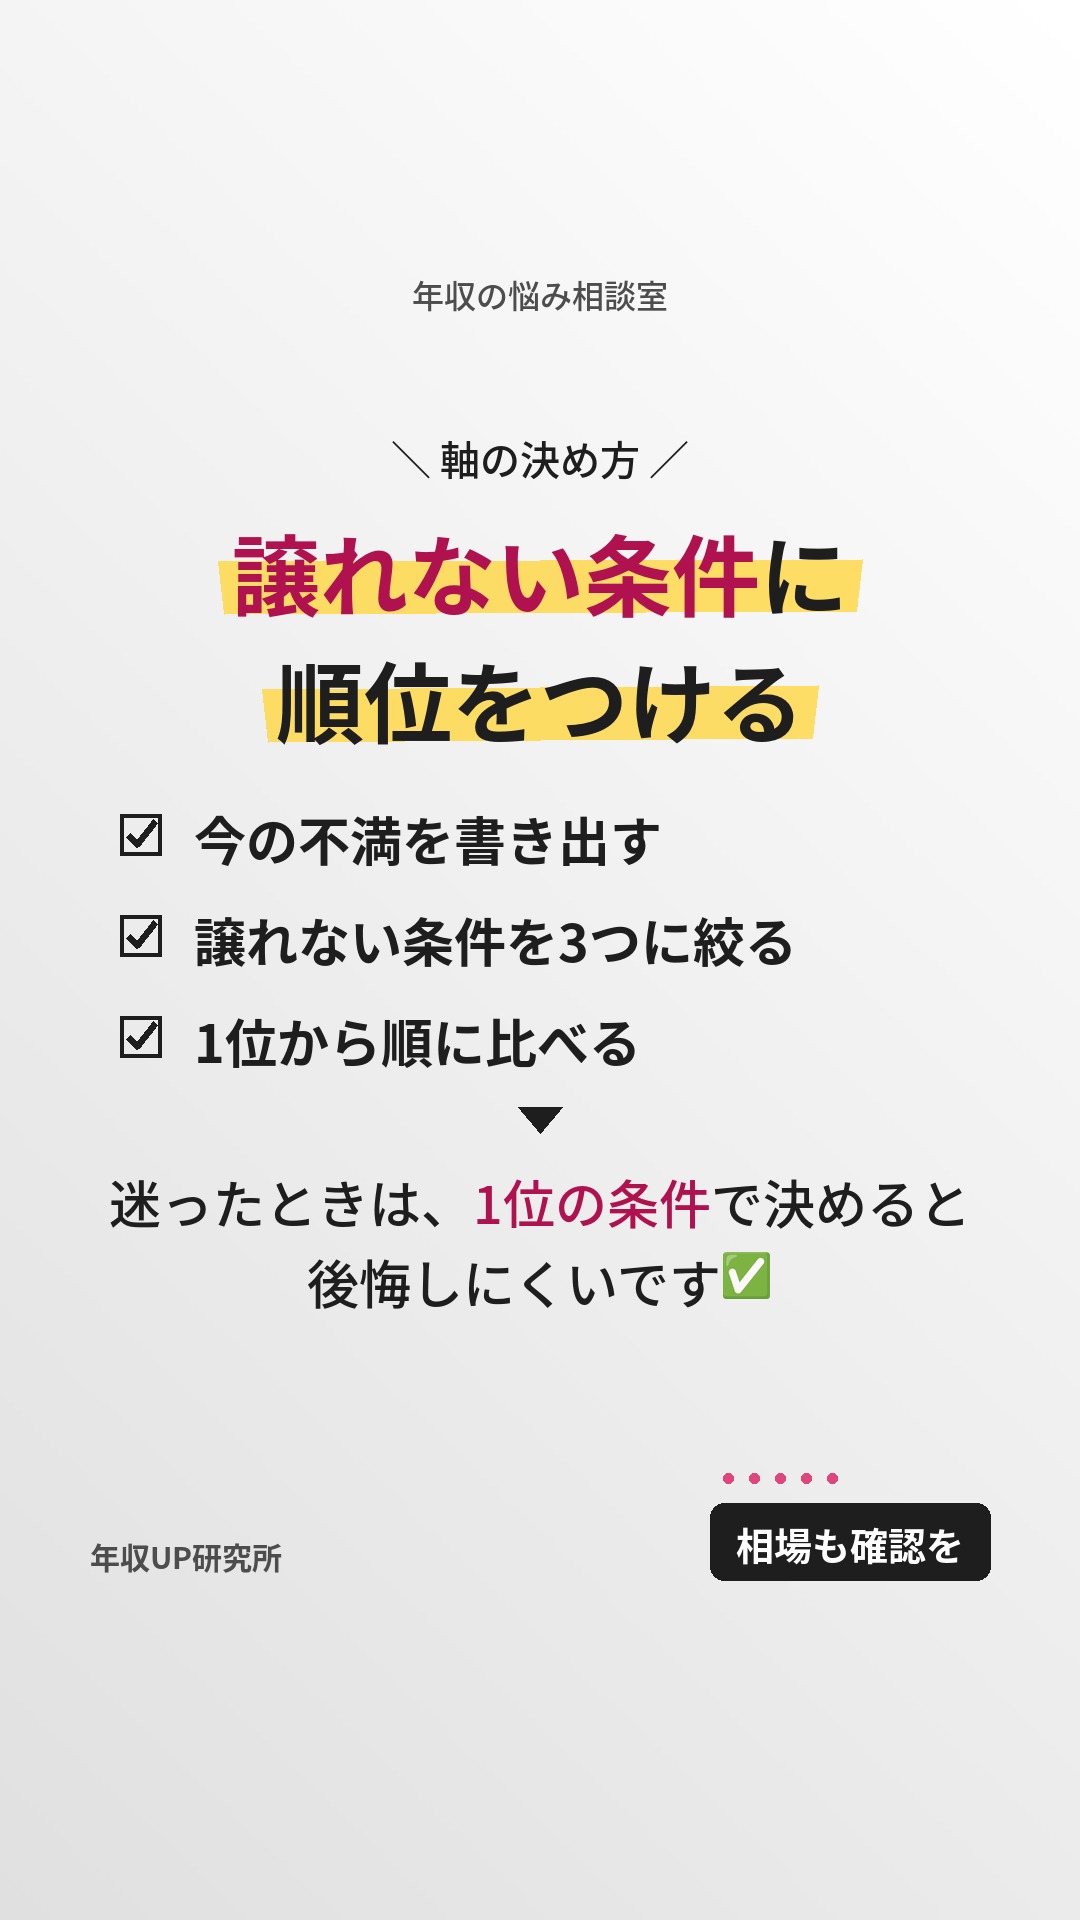 年収の悩み相談室
＼ 軸の決め方 ／
譲れない条件に
順位をつける
☑ 今の不満を書き出す
☑ 譲れない条件を3つに絞る
☑ 1位から順に比べる
▼
迷ったときは、1位の条件で決めると
後悔しにくいです✅
相場も確認を
年収UP研究所